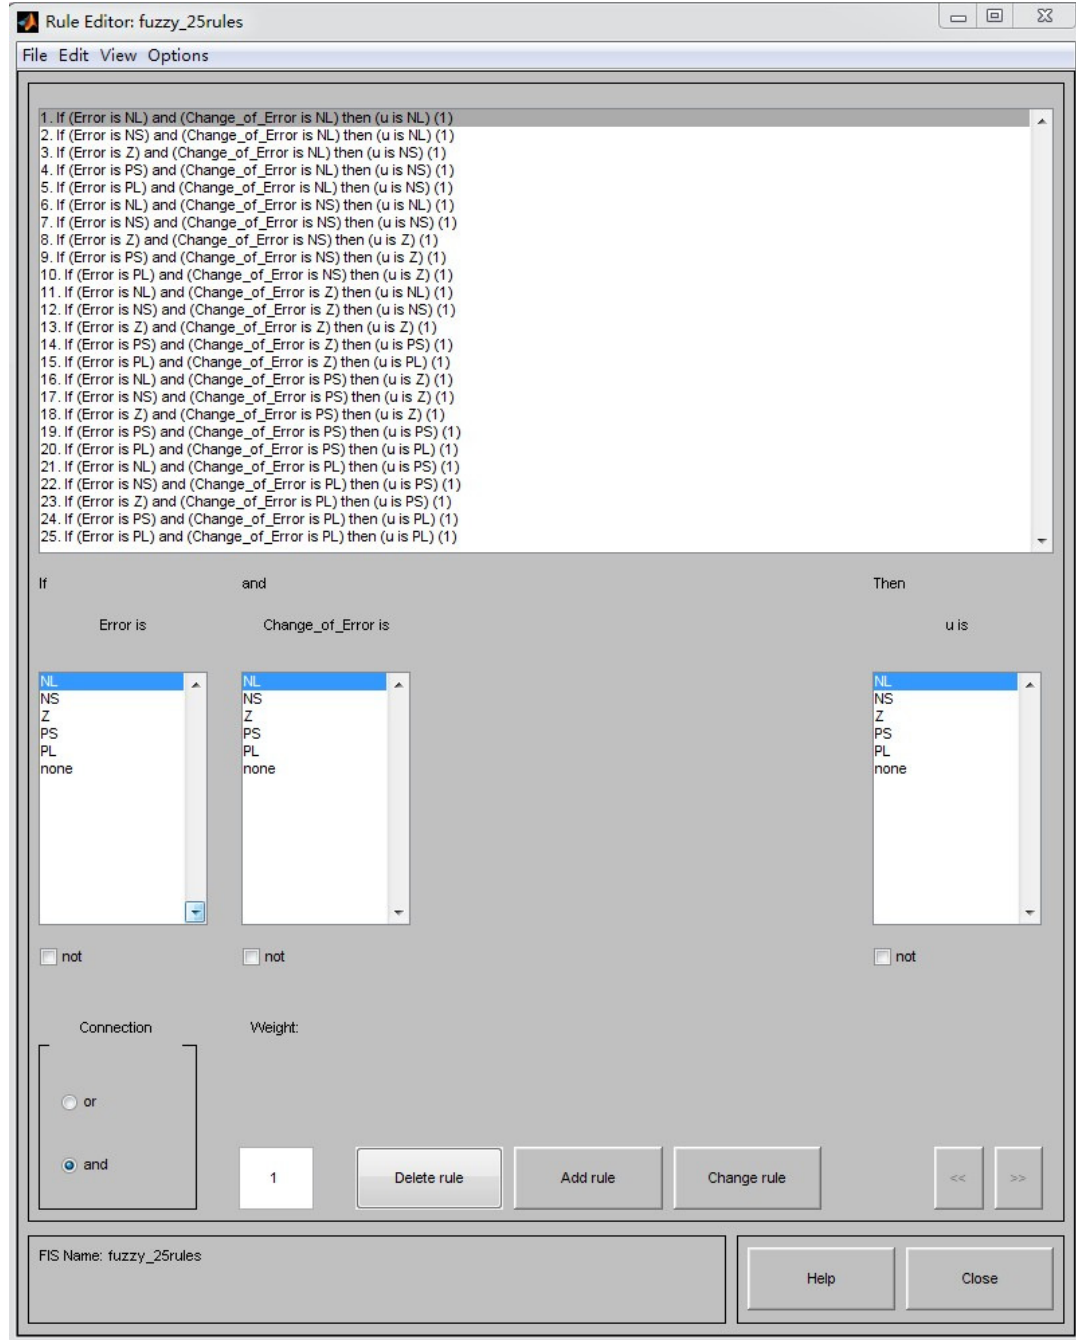 Rule Editor: fuzzy_25rules
File Edit View Options
1. If (Error is NL) and (Change_of_Error is NL) then (u is NL) (1)
2. If (Error is NS) and (Change_of_Error is NL) then (u is NL) (1)
3. If (Error is Z) and (Change_of_Error is NL) then (u is NS) (1)
4. If (Error is PS) and (Change_of_Error is NL) then (u is NS) (1)
5. If (Error is PL) and (Change_of_Error is NL) then (u is NS) (1)
6. If (Error is NL) and (Change_of_Error is NS) then (u is NL) (1)
7. If (Error is NS) and (Change_of_Error is NS) then (u is NS) (1)
8. If (Error is Z) and (Change_of_Error is NS) then (u is Z) (1)
9. If (Error is PS) and (Change_of_Error is NS) then (u is Z) (1)
10. If (Error is PL) and (Change_of_Error is NS) then (u is Z) (1)
11. If (Error is NL) and (Change_of_Error is Z) then (u is NL) (1)
12. If (Error is NS) and (Change_of_Error is Z) then (u is NS) (1)
13. If (Error is Z) and (Change_of_Error is Z) then (u is Z) (1)
14. If (Error is PS) and (Change_of_Error is Z) then (u is PS) (1)
15. If (Error is PL) and (Change_of_Error is Z) then (u is PL) (1)
16. If (Error is NL) and (Change_of_Error is PS) then (u is Z) (1)
17. If (Error is NS) and (Change_of_Error is PS) then (u is Z) (1)
18. If (Error is Z) and (Change_of_Error is PS) then (u is Z) (1)
19. If (Error is PS) and (Change_of_Error is PS) then (u is PS) (1)
20. If (Error is PL) and (Change_of_Error is PS) then (u is PL) (1)
21. If (Error is NL) and (Change_of_Error is PL) then (u is PS) (1)
22. If (Error is NS) and (Change_of_Error is PL) then (u is PS) (1)
23. If (Error is Z) and (Change_of_Error is PL) then (u is PS) (1)
24. If (Error is PS) and (Change_of_Error is PL) then (u is PL) (1)
25. If (Error is PL) and (Change_of_Error is PL) then (u is PL) (1)
If and Then
Error is Change_of_Error is u is
NL NL NL
NS NS NS
Z Z Z
PS PS PS
PL PL PL
none none none
not not not
Connection Weight:
or
and 1 Delete rule Add rule Change rule << >>
FIS Name: fuzzy_25rules
Help Close